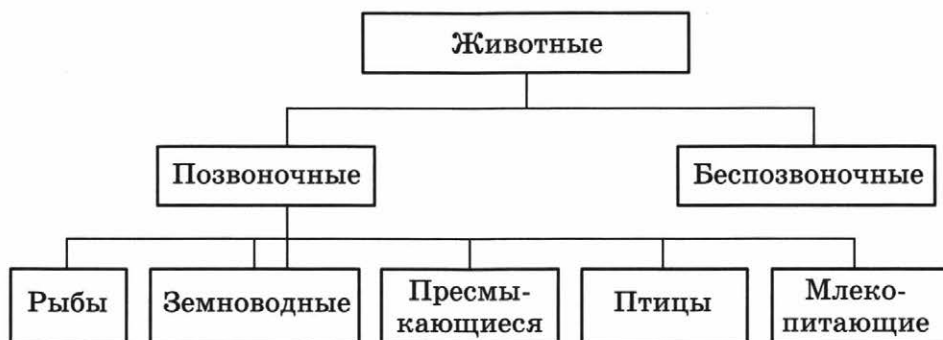 Животные
Позвоночные
Беспозвоночные
Рыбы
Земноводные
Пресмы-
кающиеся
Птицы
Млеко-
питающие